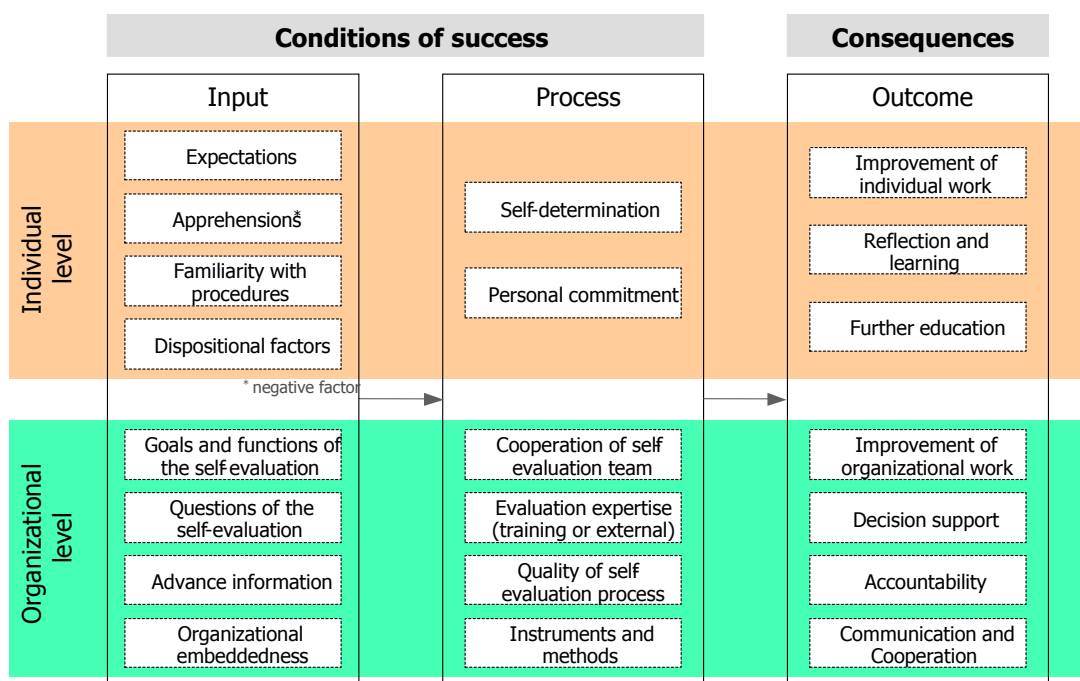 Conditions of success
Consequences
Input
Process
Outcome
Individual
level
Expectations
Apprehensions*
Familiarity with
procedures
Dispositional factors
* negative factor
Self-determination
Personal commitment
Improvement of
individual work
Reflection and
learning
Further education
Organizational
level
Goals and functions of
the self-evaluation
Questions of the
self-evaluation
Advance information
Organizational
embeddedness
Cooperation of self-
evaluation team
Evaluation expertise
(training or external)
Quality of self
evaluation process
Instruments and
methods
Improvement of
organizational work
Decision support
Accountability
Communication and
Cooperation